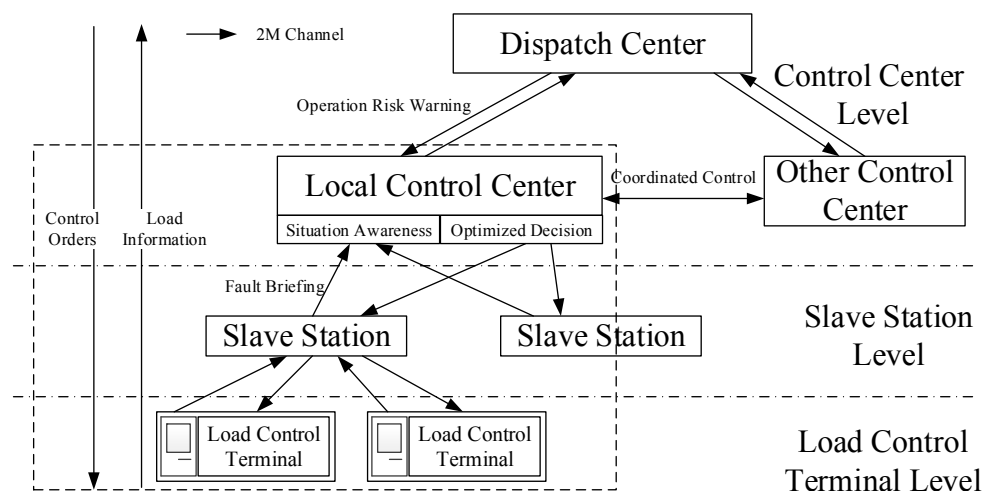 2M Channel
Dispatch Center
Control Center
Level
Operation Risk Warning
Local Control Center
Coordinated Control
Other Control
Center
Situation Awareness
Optimized Decision
Control
Orders
Load
Information
Fault Briefing
Slave Station
Slave Station
Slave Station
Level
Load Control
Terminal
Load Control
Terminal
Load Control
Terminal Level